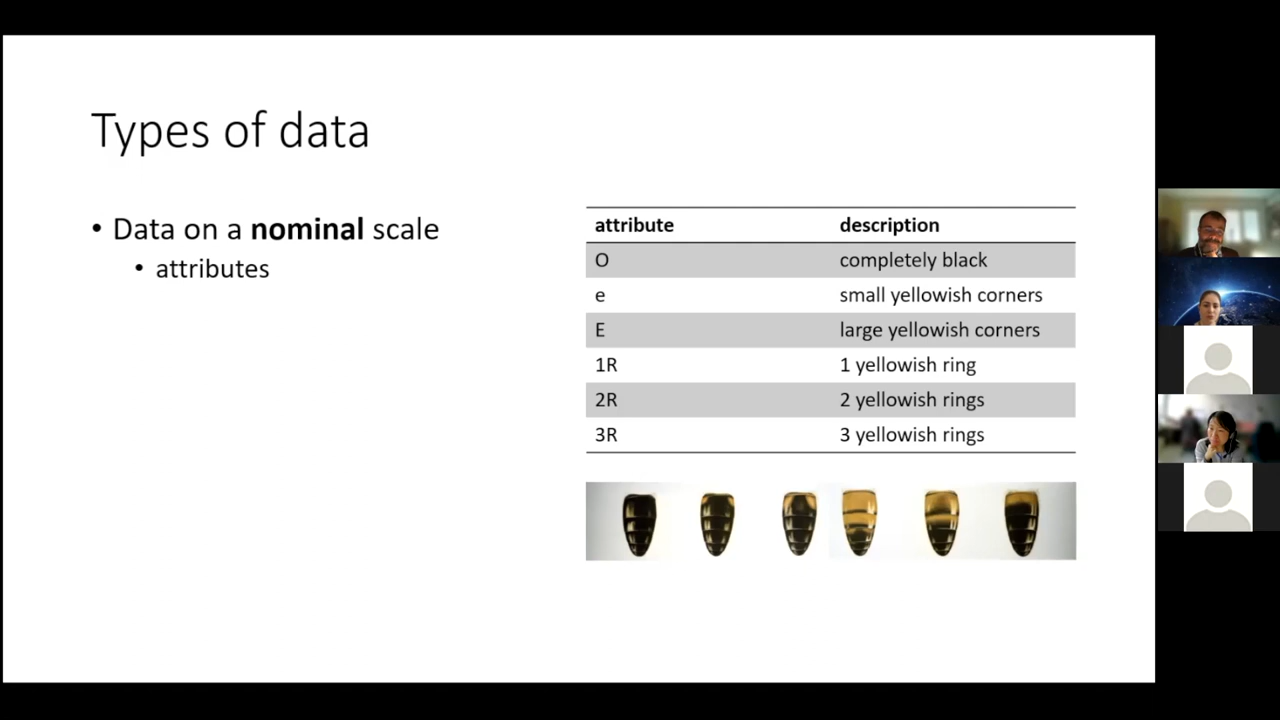 Types of data
• Data on a nominal scale
• attributes
attribute description
O completely black
e small yellowish corners
E large yellowish corners
1R 1 yellowish ring
2R 2 yellowish rings
3R 3 yellowish rings